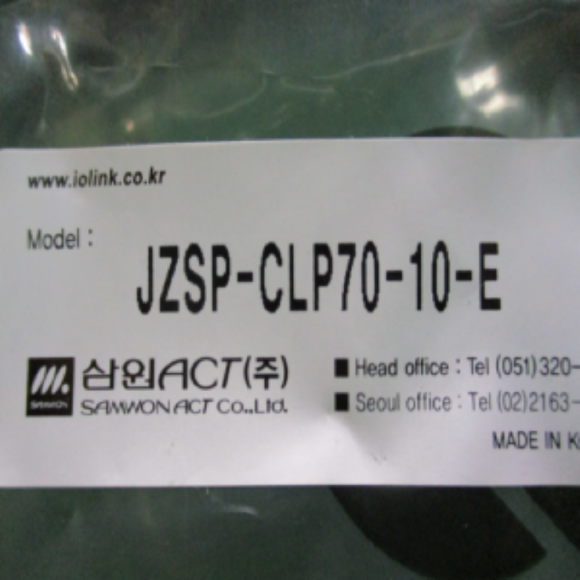 www.iolink.co.kr
Model :
JZSP-CLP70-10-E
삼원ACT(주)
SAMWON ACT Co.,Ltd.
SAMWON
■ Head office : Tel (051)320-
■ Seoul office : Tel (02)2163-
MADE IN K